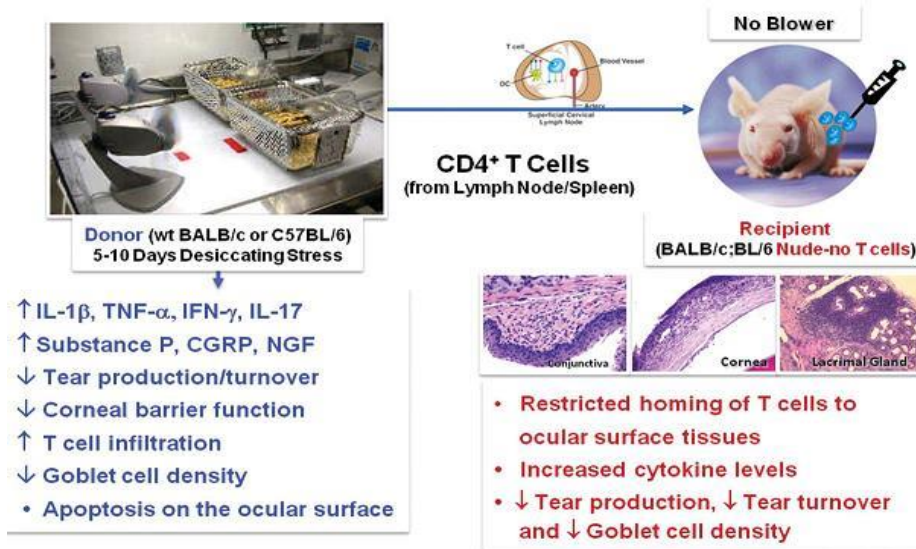 No Blower
T cell
Blood Vessel
DC
Artery
Superficial Cervical
Lymph Node
CD4⁺ T Cells
(from Lymph Node/Spleen)
Donor (wt BALB/c or C57BL/6)
5-10 Days Desiccating Stress
Recipient
(BALB/c;BL/6 Nude-no T cells)
↑ IL-1β, TNF-α, IFN-γ, IL-17
↑ Substance P, CGRP, NGF
↓ Tear production/turnover
↓ Corneal barrier function
↑ T cell infiltration
↓ Goblet cell density
• Apoptosis on the ocular surface
Conjunctiva
Cornea
Lacrimal Gland
• Restricted homing of T cells to
ocular surface tissues
• Increased cytokine levels
• ↓ Tear production, ↓ Tear turnover
and ↓ Goblet cell density